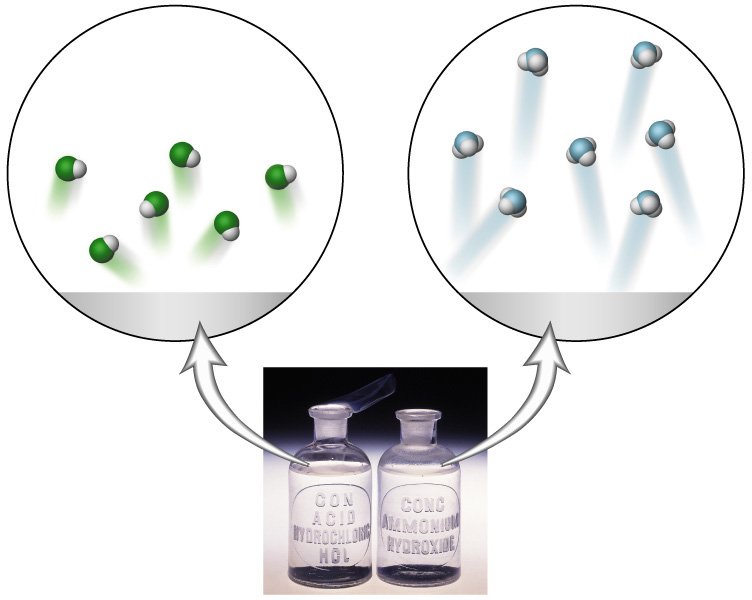 CON
ACID
HYDROCHLORIC
HCl
CONC
AMMONIUM
HYDROXIDE